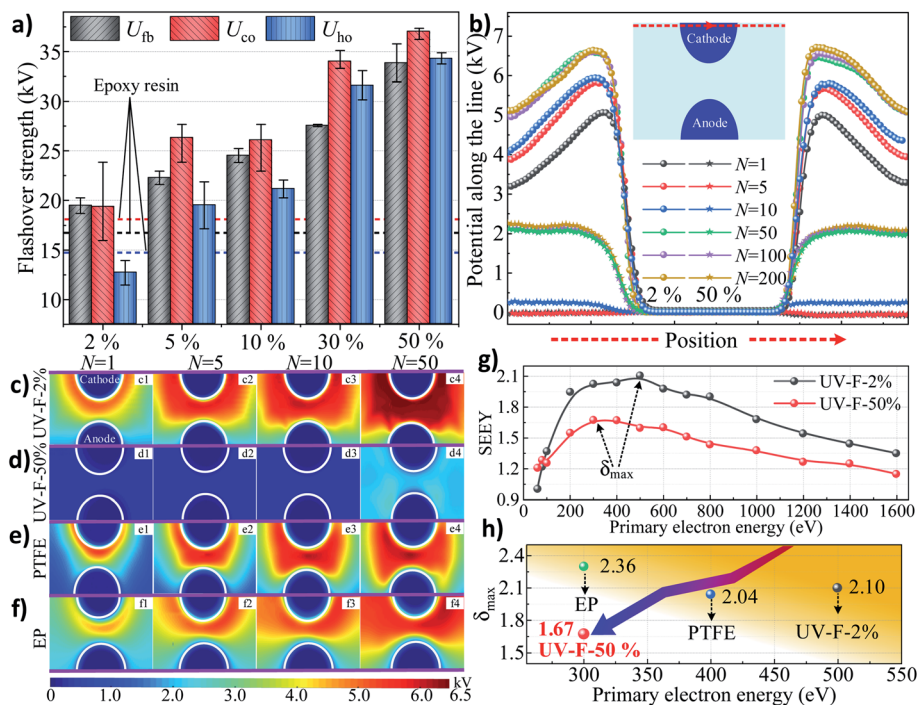 a)
U_fb U_co U_ho
Epoxy resin
Flashover strength (kV)
35
30
25
20
15
10
2 % 5 % 10 % 30 % 50 %
b)
Cathode
Anode
Potential along the line (kV)
7
6
5
4
3
2
1
0
N=1
N=5
N=10
N=50
N=100
N=200
2 % 50 %
Position
N=1 N=5 N=10 N=50
c)
UV-F-2%
Cathode
c1 c2 c3 c4
Anode
d)
UV-F-50%
d1 d2 d3 d4
e)
PTFE
e1 e2 e3 e4
f)
EP
f1 f2 f3 f4
kV
0 1.0 2.0 3.0 4.0 5.0 6.0 6.5
g)
UV-F-2%
UV-F-50%
δmax
SEEY
2.1
1.8
1.5
1.2
0.9
0 200 400 600 800 1000 1200 1400 1600
Primary electron energy (eV)
h)
δmax
2.4
2.1
1.8
1.5
2.36
EP
2.04
PTFE
2.10
UV-F-2%
1.67
UV-F-50 %
300 350 400 450 500 550
Primary electron energy (eV)